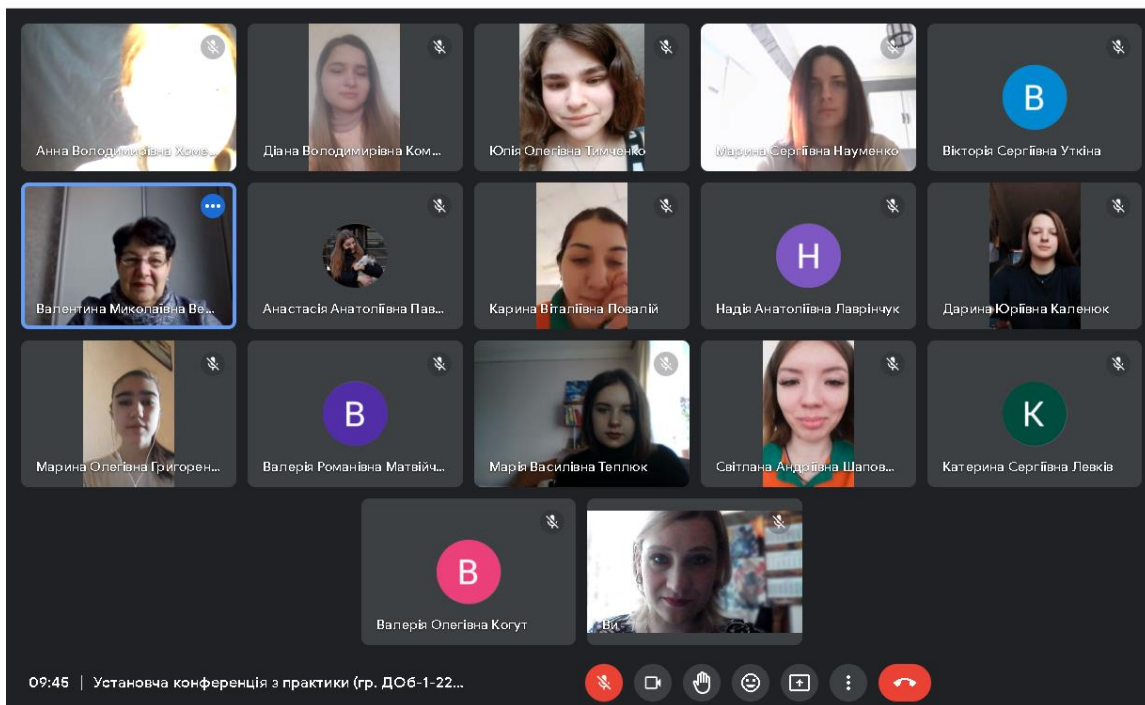 Анна Володимирівна Хоме...
Діана Володимирівна Ком...
Юлія Олегівна Тимченко
Марина Сергіївна Науменко
В
Вікторія Сергіївна Уткіна
Валентина Миколаївна Ве...
Анастасія Анатоліївна Пав...
Карина Віталіївна Повалій
Н
Надія Анатоліївна Лаврінчук
Дарина Юріївна Каленюк
Марина Олегівна Григорен...
В
Валерія Романівна Матвійч...
Марія Василівна Теплюк
Світлана Андріївна Шапов...
К
Катерина Сергіївна Левків
В
Валерія Олегівна Когут
Ви
09:45 | Установча конференція з практики (гр. ДОб-1-22...